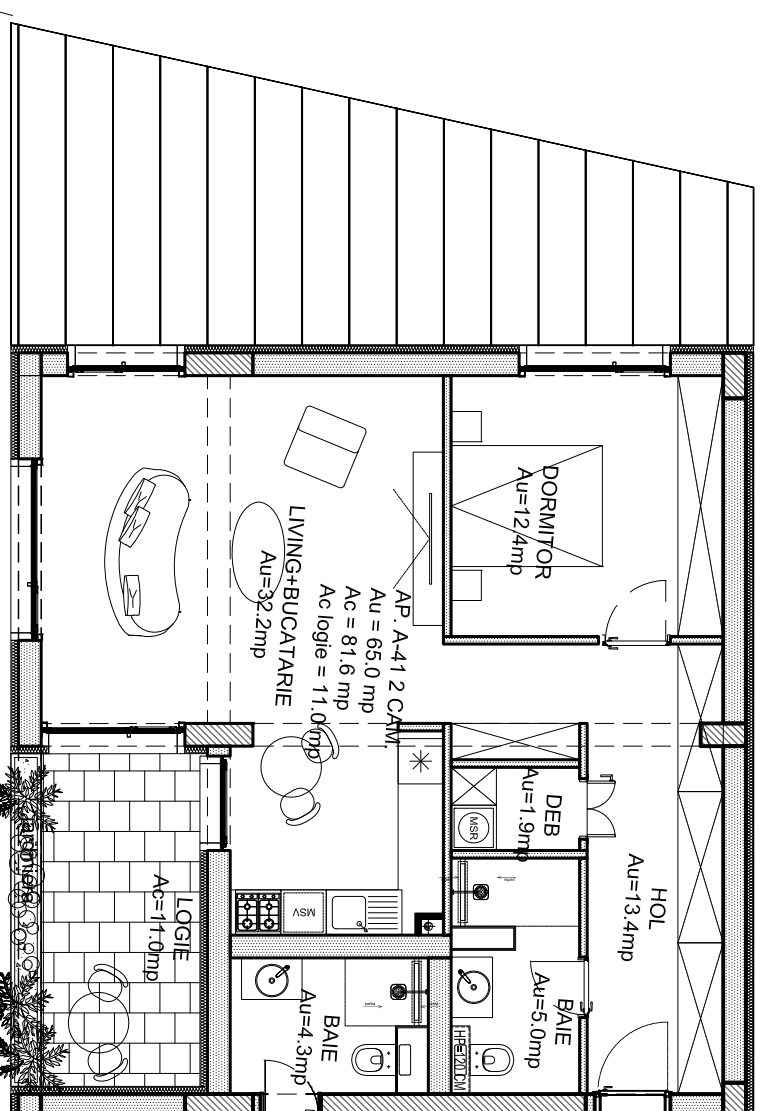 DORMITOR
Au=12.4mp
LIVING+BUCATARIE
Au=32.2mp
AP. A-41 2 CAM.
Au = 65.0 mp
Ac = 81.6 mp
Ac logie = 11.0 mp
DEB
Au=1.9mp
MSR
HOL
Au=13.4mp
LOGIE
Ac=11.0mp
MSV
BAIE
Au=5.0mp
BAIE
Au=4.3mp
HPE=120CM